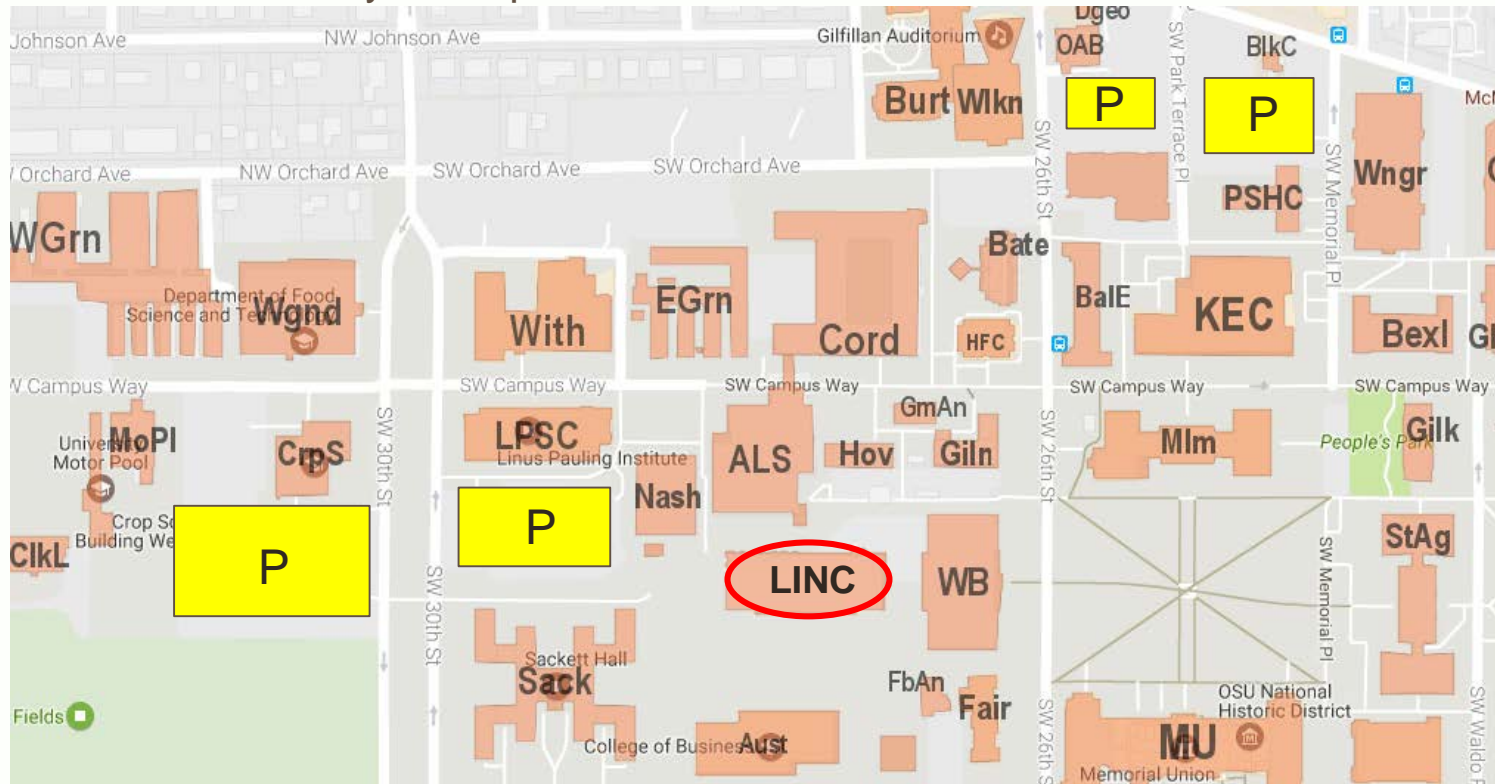 Johnson Ave
NW Johnson Ave
Gilfillan Auditorium
Dgeo
OAB
BlkC
Burt
Wlkn
P
P
SW Park Terrace Pl
SW 26th St
SW Memorial Pl
Wngr
Orchard Ave
NW Orchard Ave
SW Orchard Ave
SW Orchard Ave
PSHC
WGrn
Department of Food
Science and Technology
Wgnd
With
EGrn
Cord
Bate
HFC
BalE
KEC
Bexl
W Campus Way
SW Campus Way
SW Campus Way
SW Campus Way
SW Campus Way
University
Motor Pool
MoPl
CrpS
SW 30th St
LPSC
Linus Pauling Institute
Nash
ALS
GmAn
Hov
Giln
SW 26th St
Mlm
People's Park
Gilk
Crop
Building We
ClkL
P
P
SW 30th St
LINC
WB
SW Memorial Pl
StAg
Sackett Hall
Sack
FbAn
Fair
SW 26th S
OSU National
Historic District
Fields
College of Business
Aust
MU
Memorial Union
SW Waldo